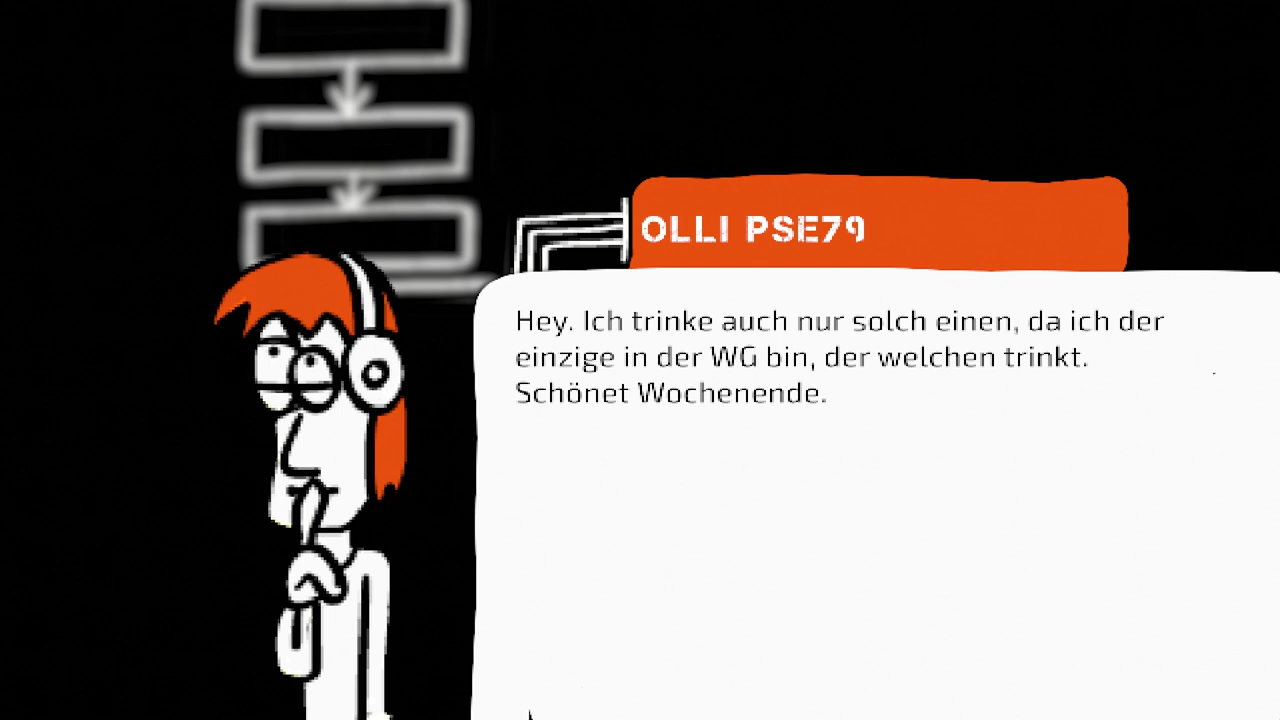 OLLI PSE79
Hey. Ich trinke auch nur solch einen, da ich der
einzige in der WG bin, der welchen trinkt.
Schönet Wochenende.